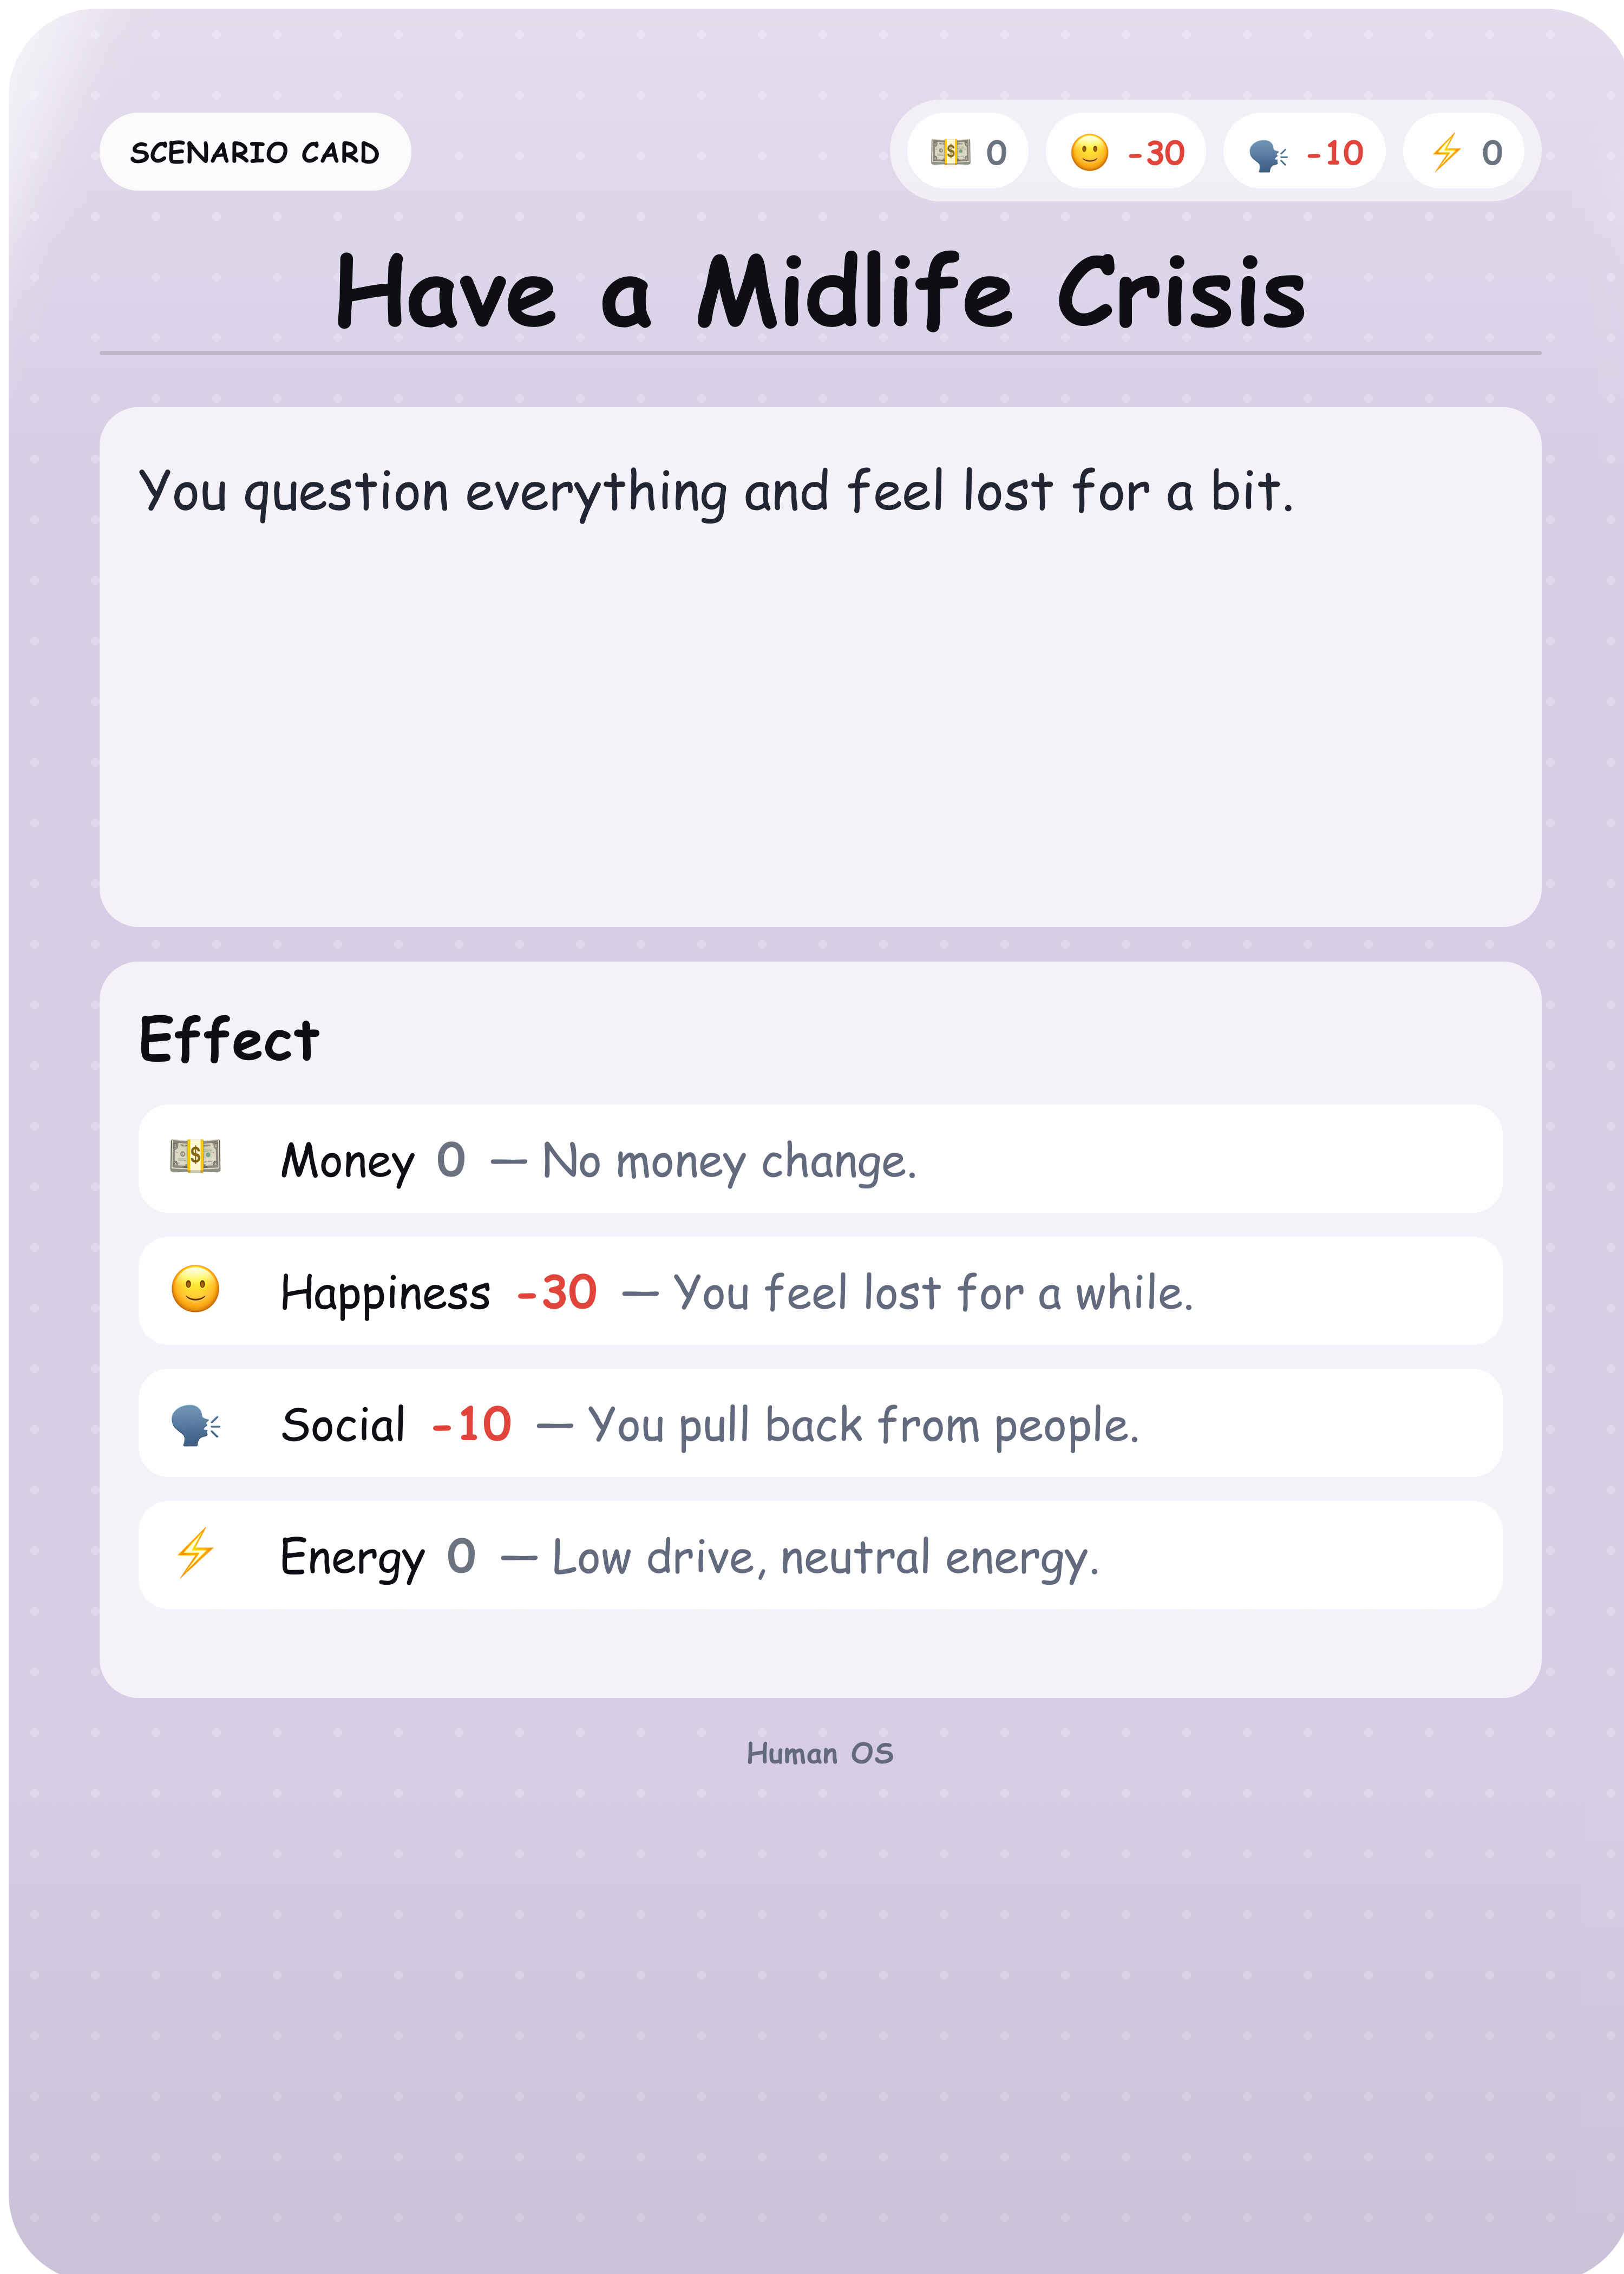 SCENARIO CARD
💵 0 🙂 -30 🗣️ -10 ⚡ 0
Have a Midlife Crisis
You question everything and feel lost for a bit.
Effect
💵 Money 0 — No money change.
🙂 Happiness -30 — You feel lost for a while.
🗣️ Social -10 — You pull back from people.
⚡ Energy 0 — Low drive, neutral energy.
Human OS